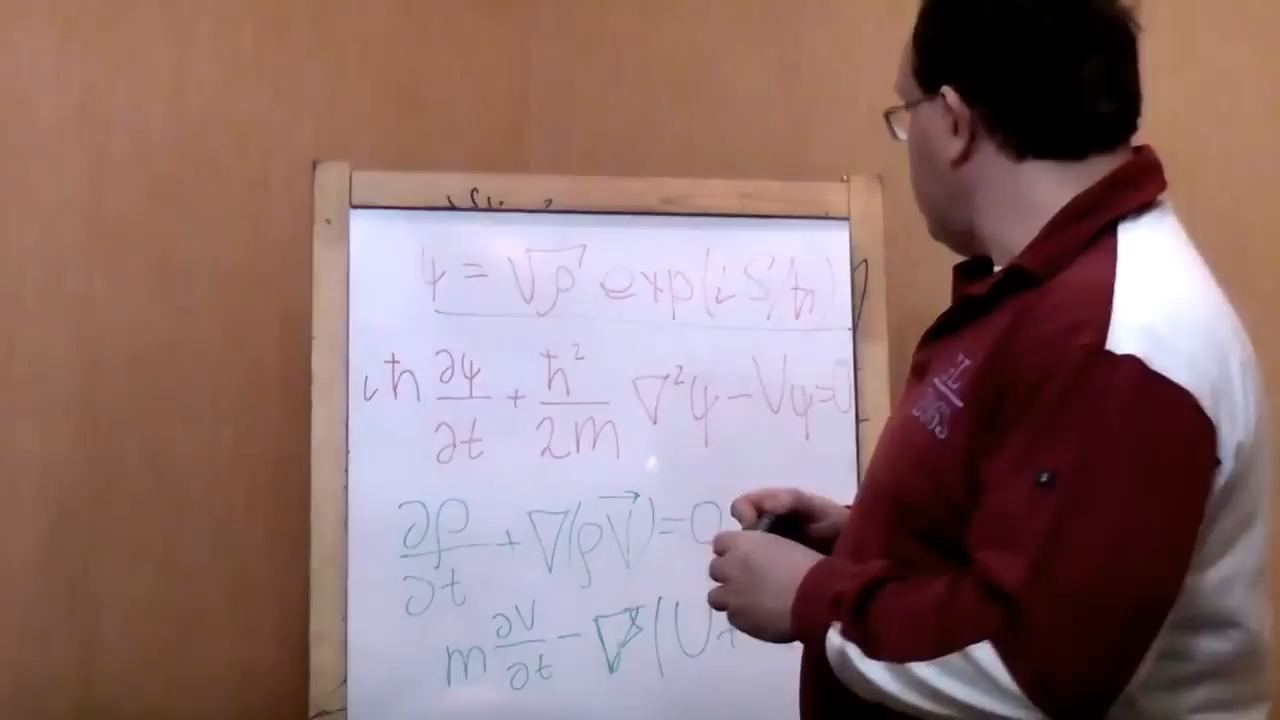 ψ = √ρ exp(iS/ħ)
iħ ∂ψ/∂t + ħ²/2m ∇²ψ − Vψ = 0
∂ρ/∂t + ∇(ρV⃗) = 0
m ∂V/∂t − ∇(U +